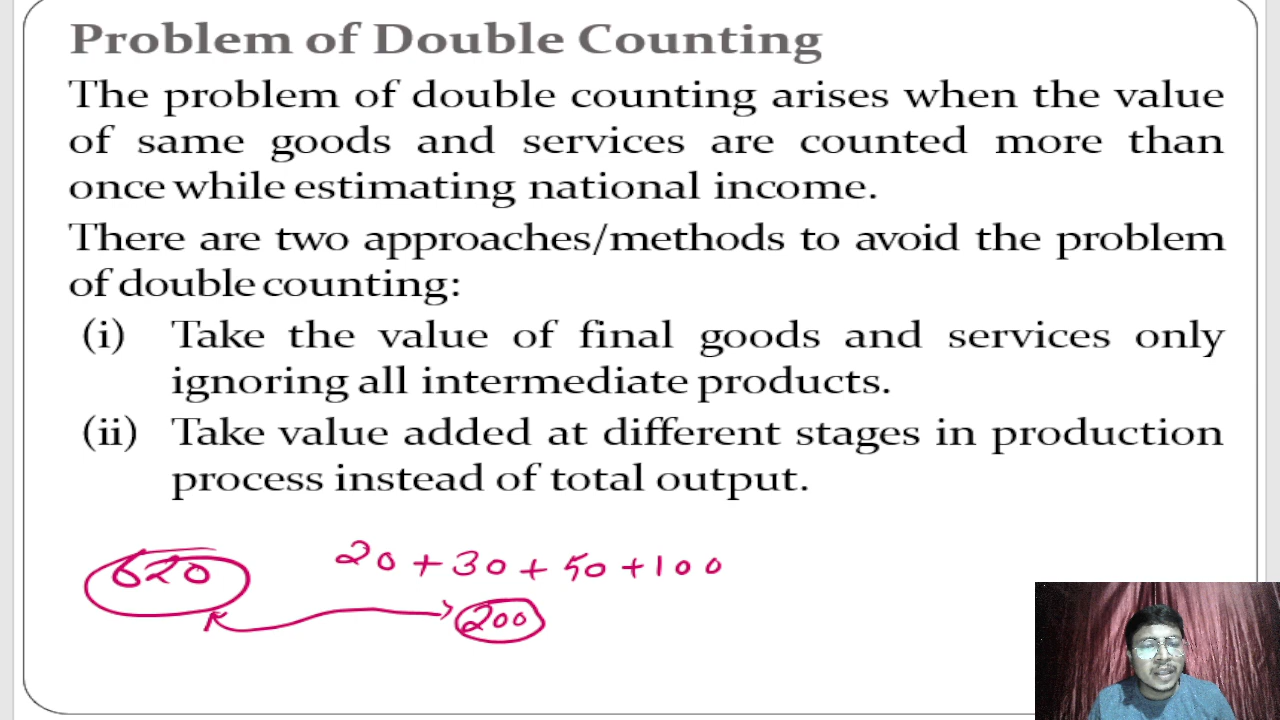 Problem of Double Counting
The problem of double counting arises when the value
of same goods and services are counted more than
once while estimating national income.
There are two approaches/methods to avoid the problem
of double counting:
(i) Take the value of final goods and services only
ignoring all intermediate products.
(ii) Take value added at different stages in production
process instead of total output.
620 20 + 30 + 50 + 100
200